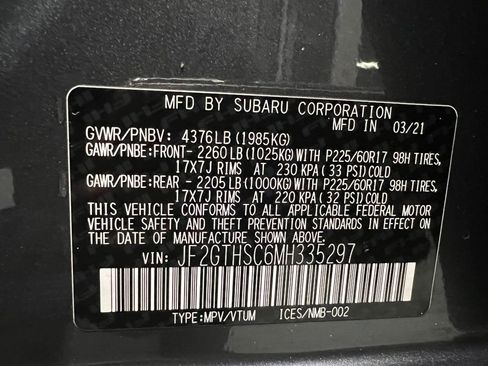 MFD BY SUBARU CORPORATION
MFD IN 03/21
GVWR/PNBV: 4376LB (1985KG)
GAWR/PNBE:FRONT- 2260LB (1025KG)WITH P225/60R17 98H TIRES,
17X7J RIMS AT 230 KPA (33 PSI)COLD
GAWR/PNBE:REAR - 2205LB (1000KG)WITH P225/60R17 98H TIRES,
17X7J RIMS AT 220 KPA (32 PSI)COLD
THIS VEHICLE CONFORMS TO ALL APPLICABLE FEDERAL MOTOR
VEHICLE SAFETY AND THEFT PREVENTION STANDARDS IN EFFECT
ON THE DATE OF MANUFACTURE SHOWN ABOVE.
VIN: JF2GTHSC6MH335297
TYPE:MPV/VTUM ICES/NMB-002